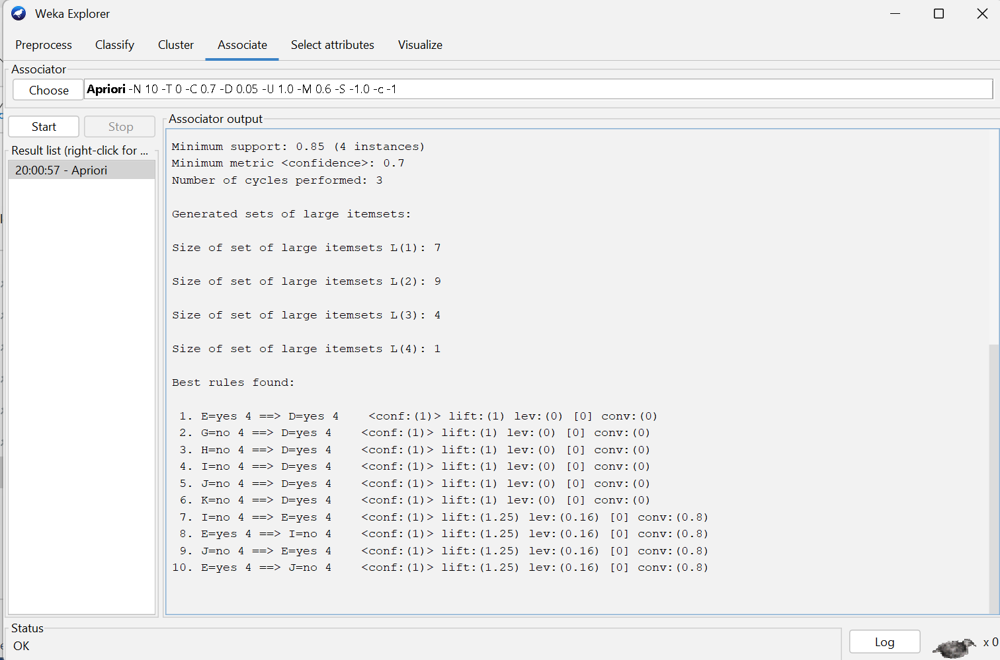 Weka Explorer
Preprocess Classify Cluster Associate Select attributes Visualize
Associator
Choose Apriori -N 10 -T 0 -C 0.7 -D 0.05 -U 1.0 -M 0.6 -S -1.0 -c -1
Start Stop
Result list (right-click for ...
20:00:57 - Apriori
Associator output
Minimum support: 0.85 (4 instances)
Minimum metric <confidence>: 0.7
Number of cycles performed: 3
Generated sets of large itemsets:
Size of set of large itemsets L(1): 7
Size of set of large itemsets L(2): 9
Size of set of large itemsets L(3): 4
Size of set of large itemsets L(4): 1
Best rules found:
1. E=yes 4 ==> D=yes 4 <conf:(1)> lift:(1) lev:(0) [0] conv:(0)
2. G=no 4 ==> D=yes 4 <conf:(1)> lift:(1) lev:(0) [0] conv:(0)
3. H=no 4 ==> D=yes 4 <conf:(1)> lift:(1) lev:(0) [0] conv:(0)
4. I=no 4 ==> D=yes 4 <conf:(1)> lift:(1) lev:(0) [0] conv:(0)
5. J=no 4 ==> D=yes 4 <conf:(1)> lift:(1) lev:(0) [0] conv:(0)
6. K=no 4 ==> D=yes 4 <conf:(1)> lift:(1) lev:(0) [0] conv:(0)
7. I=no 4 ==> E=yes 4 <conf:(1)> lift:(1.25) lev:(0.16) [0] conv:(0.8)
8. E=yes 4 ==> I=no 4 <conf:(1)> lift:(1.25) lev:(0.16) [0] conv:(0.8)
9. J=no 4 ==> E=yes 4 <conf:(1)> lift:(1.25) lev:(0.16) [0] conv:(0.8)
10. E=yes 4 ==> J=no 4 <conf:(1)> lift:(1.25) lev:(0.16) [0] conv:(0.8)
Status
OK
Log
x 0